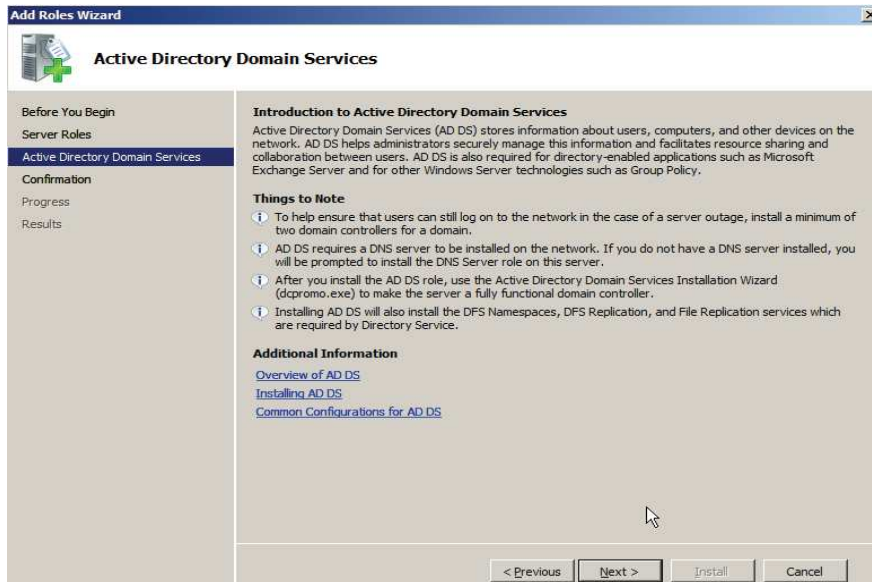 Add Roles Wizard
Active Directory Domain Services
Before You Begin
Server Roles
Active Directory Domain Services
Confirmation
Progress
Results
Introduction to Active Directory Domain Services
Active Directory Domain Services (AD DS) stores information about users, computers, and other devices on the
network. AD DS helps administrators securely manage this information and facilitates resource sharing and
collaboration between users. AD DS is also required for directory-enabled applications such as Microsoft
Exchange Server and for other Windows Server technologies such as Group Policy.
Things to Note
To help ensure that users can still log on to the network in the case of a server outage, install a minimum of
two domain controllers for a domain.
AD DS requires a DNS server to be installed on the network. If you do not have a DNS server installed, you
will be prompted to install the DNS Server role on this server.
After you install the AD DS role, use the Active Directory Domain Services Installation Wizard
(dcpromo.exe) to make the server a fully functional domain controller.
Installing AD DS will also install the DFS Namespaces, DFS Replication, and File Replication services which
are required by Directory Service.
Additional Information
Overview of AD DS
Installing AD DS
Common Configurations for AD DS
< Previous Next > Install Cancel